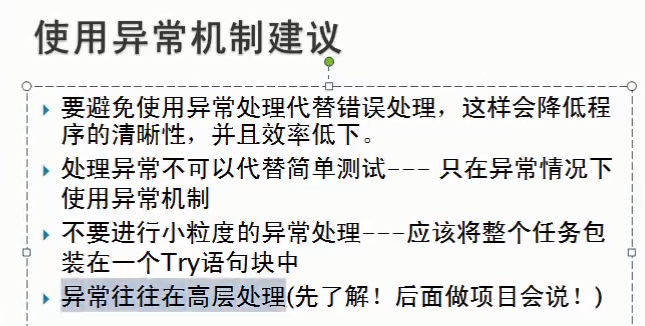 使用异常机制建议
要避免使用异常处理代替错误处理，这样会降低程
序的清晰性，并且效率低下。
处理异常不可以代替简单测试--- 只在异常情况下
使用异常机制
不要进行小粒度的异常处理---应该将整个任务包
装在一个Try语句块中
异常往往在高层处理(先了解！后面做项目会说！)